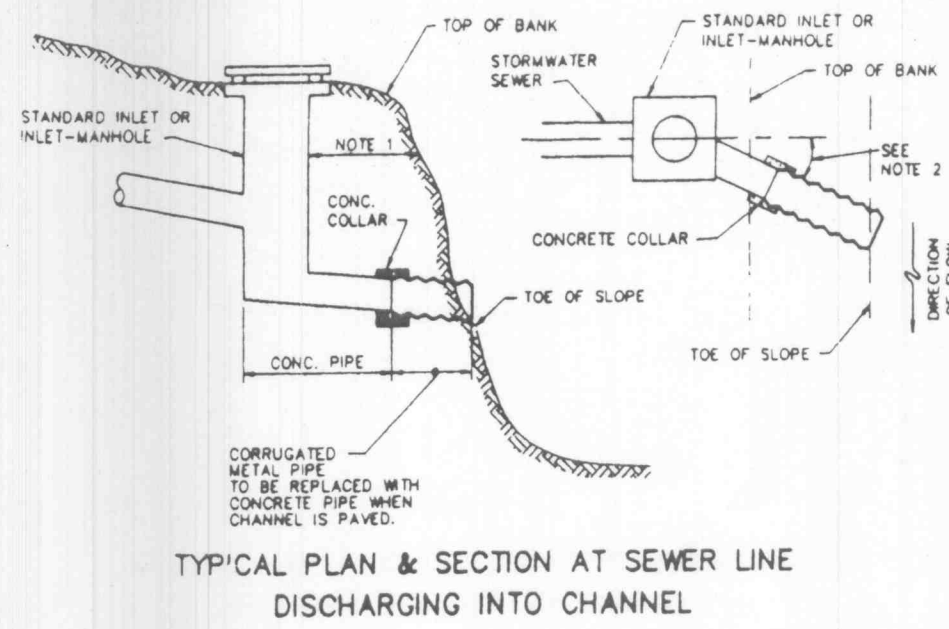 TOP OF BANK
STANDARD INLET OR
INLET-MANHOLE
NOTE 1
CONC.
COLLAR
TOE OF SLOPE
CONC. PIPE
CORRUGATED
METAL PIPE
TO BE REPLACED WITH
CONCRETE PIPE WHEN
CHANNEL IS PAVED.
STANDARD INLET OR
INLET-MANHOLE
STORMWATER
SEWER
TOP OF BANK
SEE
NOTE 2
CONCRETE COLLAR
DIRECTION
TOE OF SLOPE
TYPICAL PLAN & SECTION AT SEWER LINE
DISCHARGING INTO CHANNEL